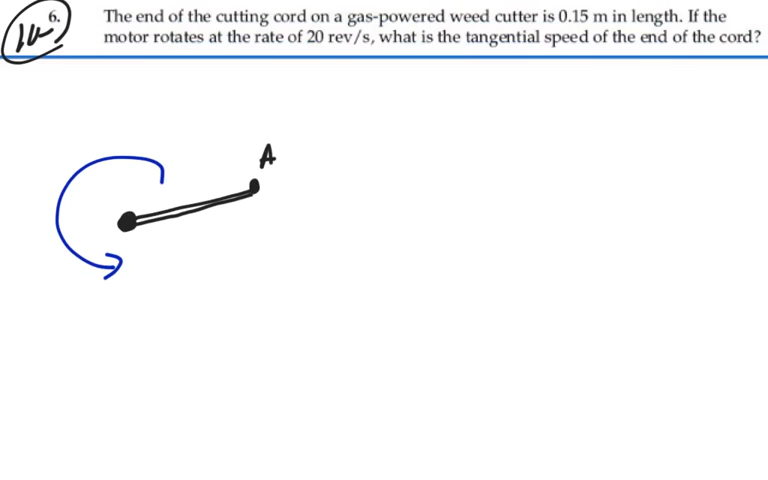 6. The end of the cutting cord on a gas-powered weed cutter is 0.15 m in length. If the
motor rotates at the rate of 20 rev/s, what is the tangential speed of the end of the cord?
A